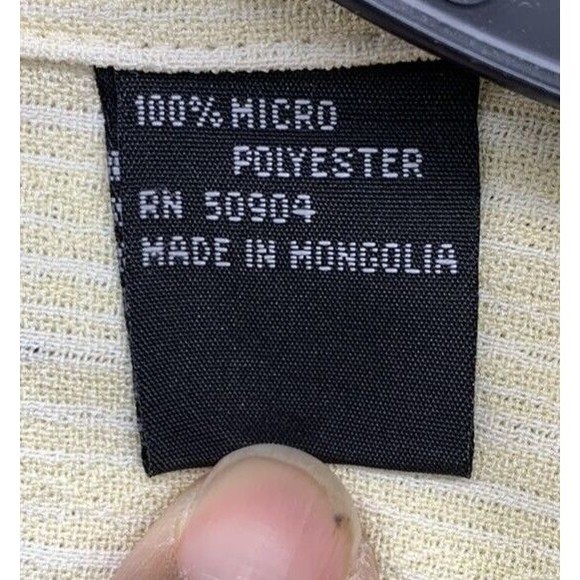 100% MICRO
POLYESTER
RN 50904
MADE IN MONGOLIA